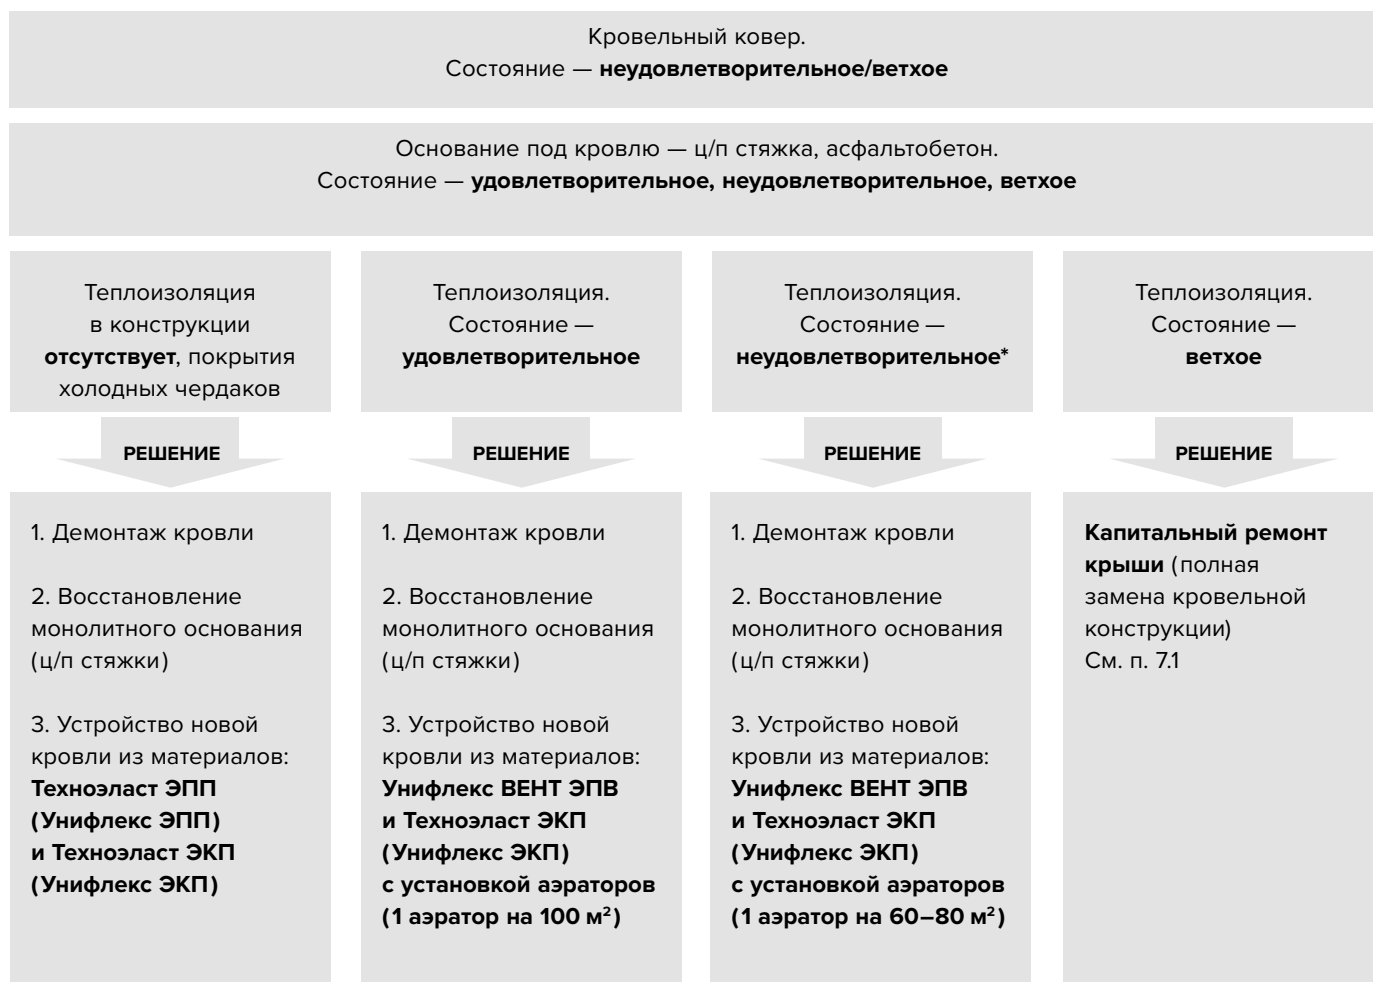 Кровельный ковер.
Состояние — неудовлетворительное/ветхое
Основание под кровлю — ц/п стяжка, асфальтобетон.
Состояние — удовлетворительное, неудовлетворительное, ветхое
Теплоизоляция
в конструкции
отсутствует, покрытия
холодных чердаков
РЕШЕНИЕ
1. Демонтаж кровли
2. Восстановление
монолитного основания
(ц/п стяжки)
3. Устройство новой
кровли из материалов:
Техноэласт ЭПП
(Унифлекс ЭПП)
и Техноэласт ЭКП
(Унифлекс ЭКП)
Теплоизоляция.
Состояние —
удовлетворительное
РЕШЕНИЕ
1. Демонтаж кровли
2. Восстановление
монолитного основания
(ц/п стяжки)
3. Устройство новой
кровли из материалов:
Унифлекс ВЕНТ ЭПВ
и Техноэласт ЭКП
(Унифлекс ЭКП)
с установкой аэраторов
(1 аэратор на 100 м²)
Теплоизоляция.
Состояние —
неудовлетворительное*
РЕШЕНИЕ
1. Демонтаж кровли
2. Восстановление
монолитного основания
(ц/п стяжки)
3. Устройство новой
кровли из материалов:
Унифлекс ВЕНТ ЭПВ
и Техноэласт ЭКП
(Унифлекс ЭКП)
с установкой аэраторов
(1 аэратор на 60–80 м²)
Теплоизоляция.
Состояние —
ветхое
РЕШЕНИЕ
Капитальный ремонт
крыши (полная
замена кровельной
конструкции)
См. п. 7.1